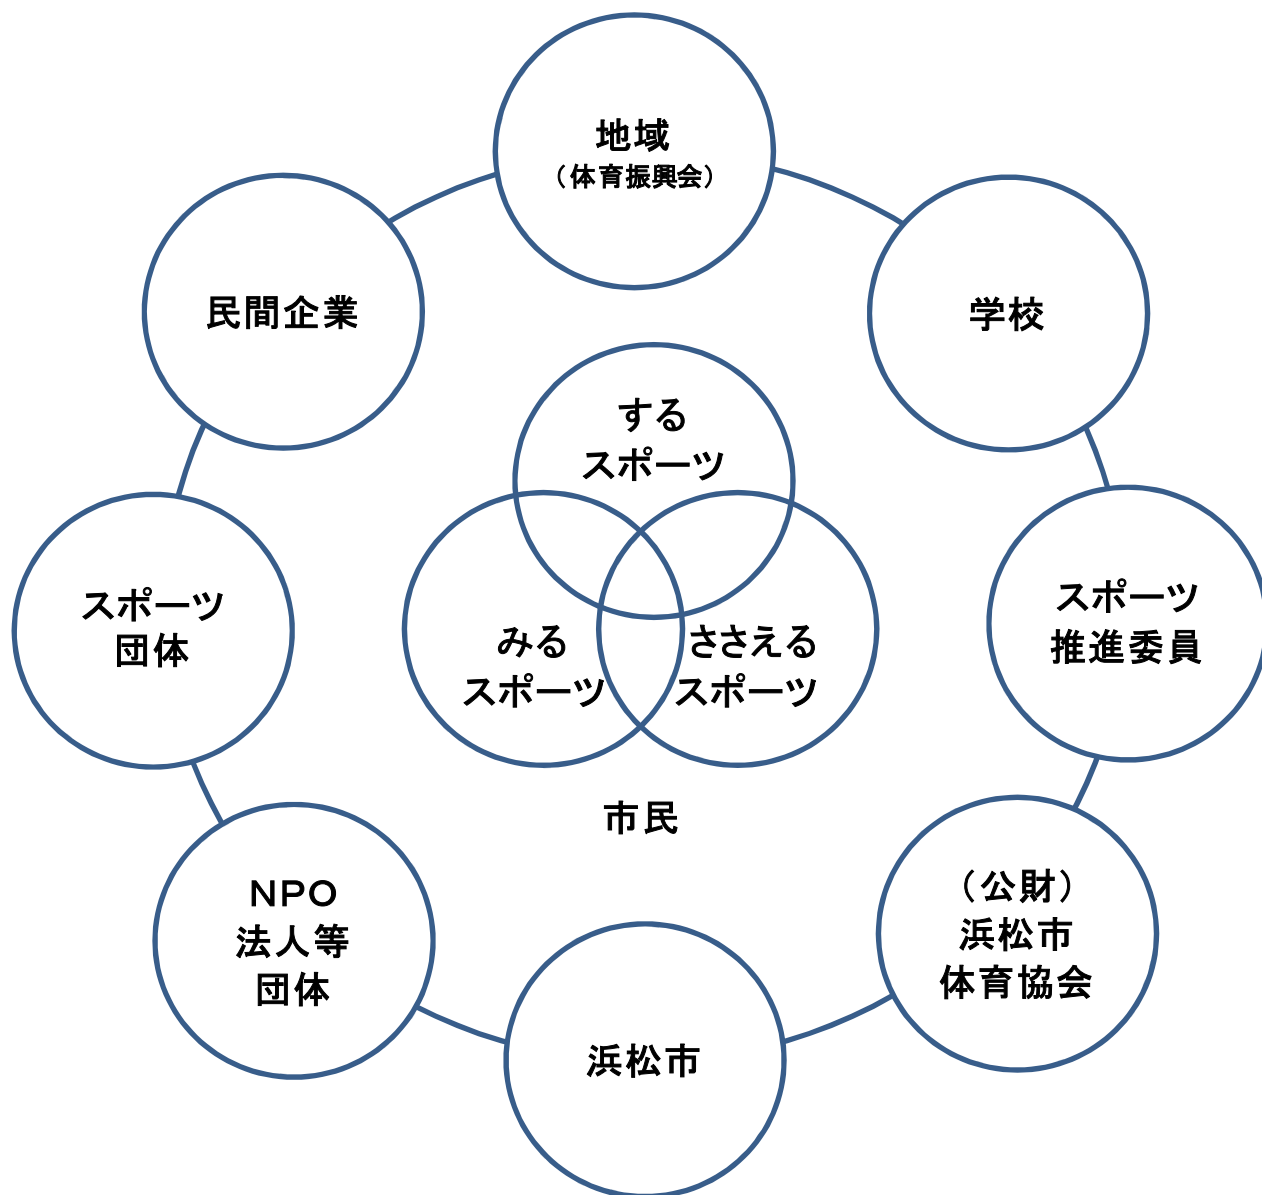 地域
（体育振興会）
民間企業
学校
する
スポーツ
スポーツ
団体
みる
スポーツ
ささえる
スポーツ
スポーツ
推進委員
市民
NPO
法人等
団体
（公財）
浜松市
体育協会
浜松市